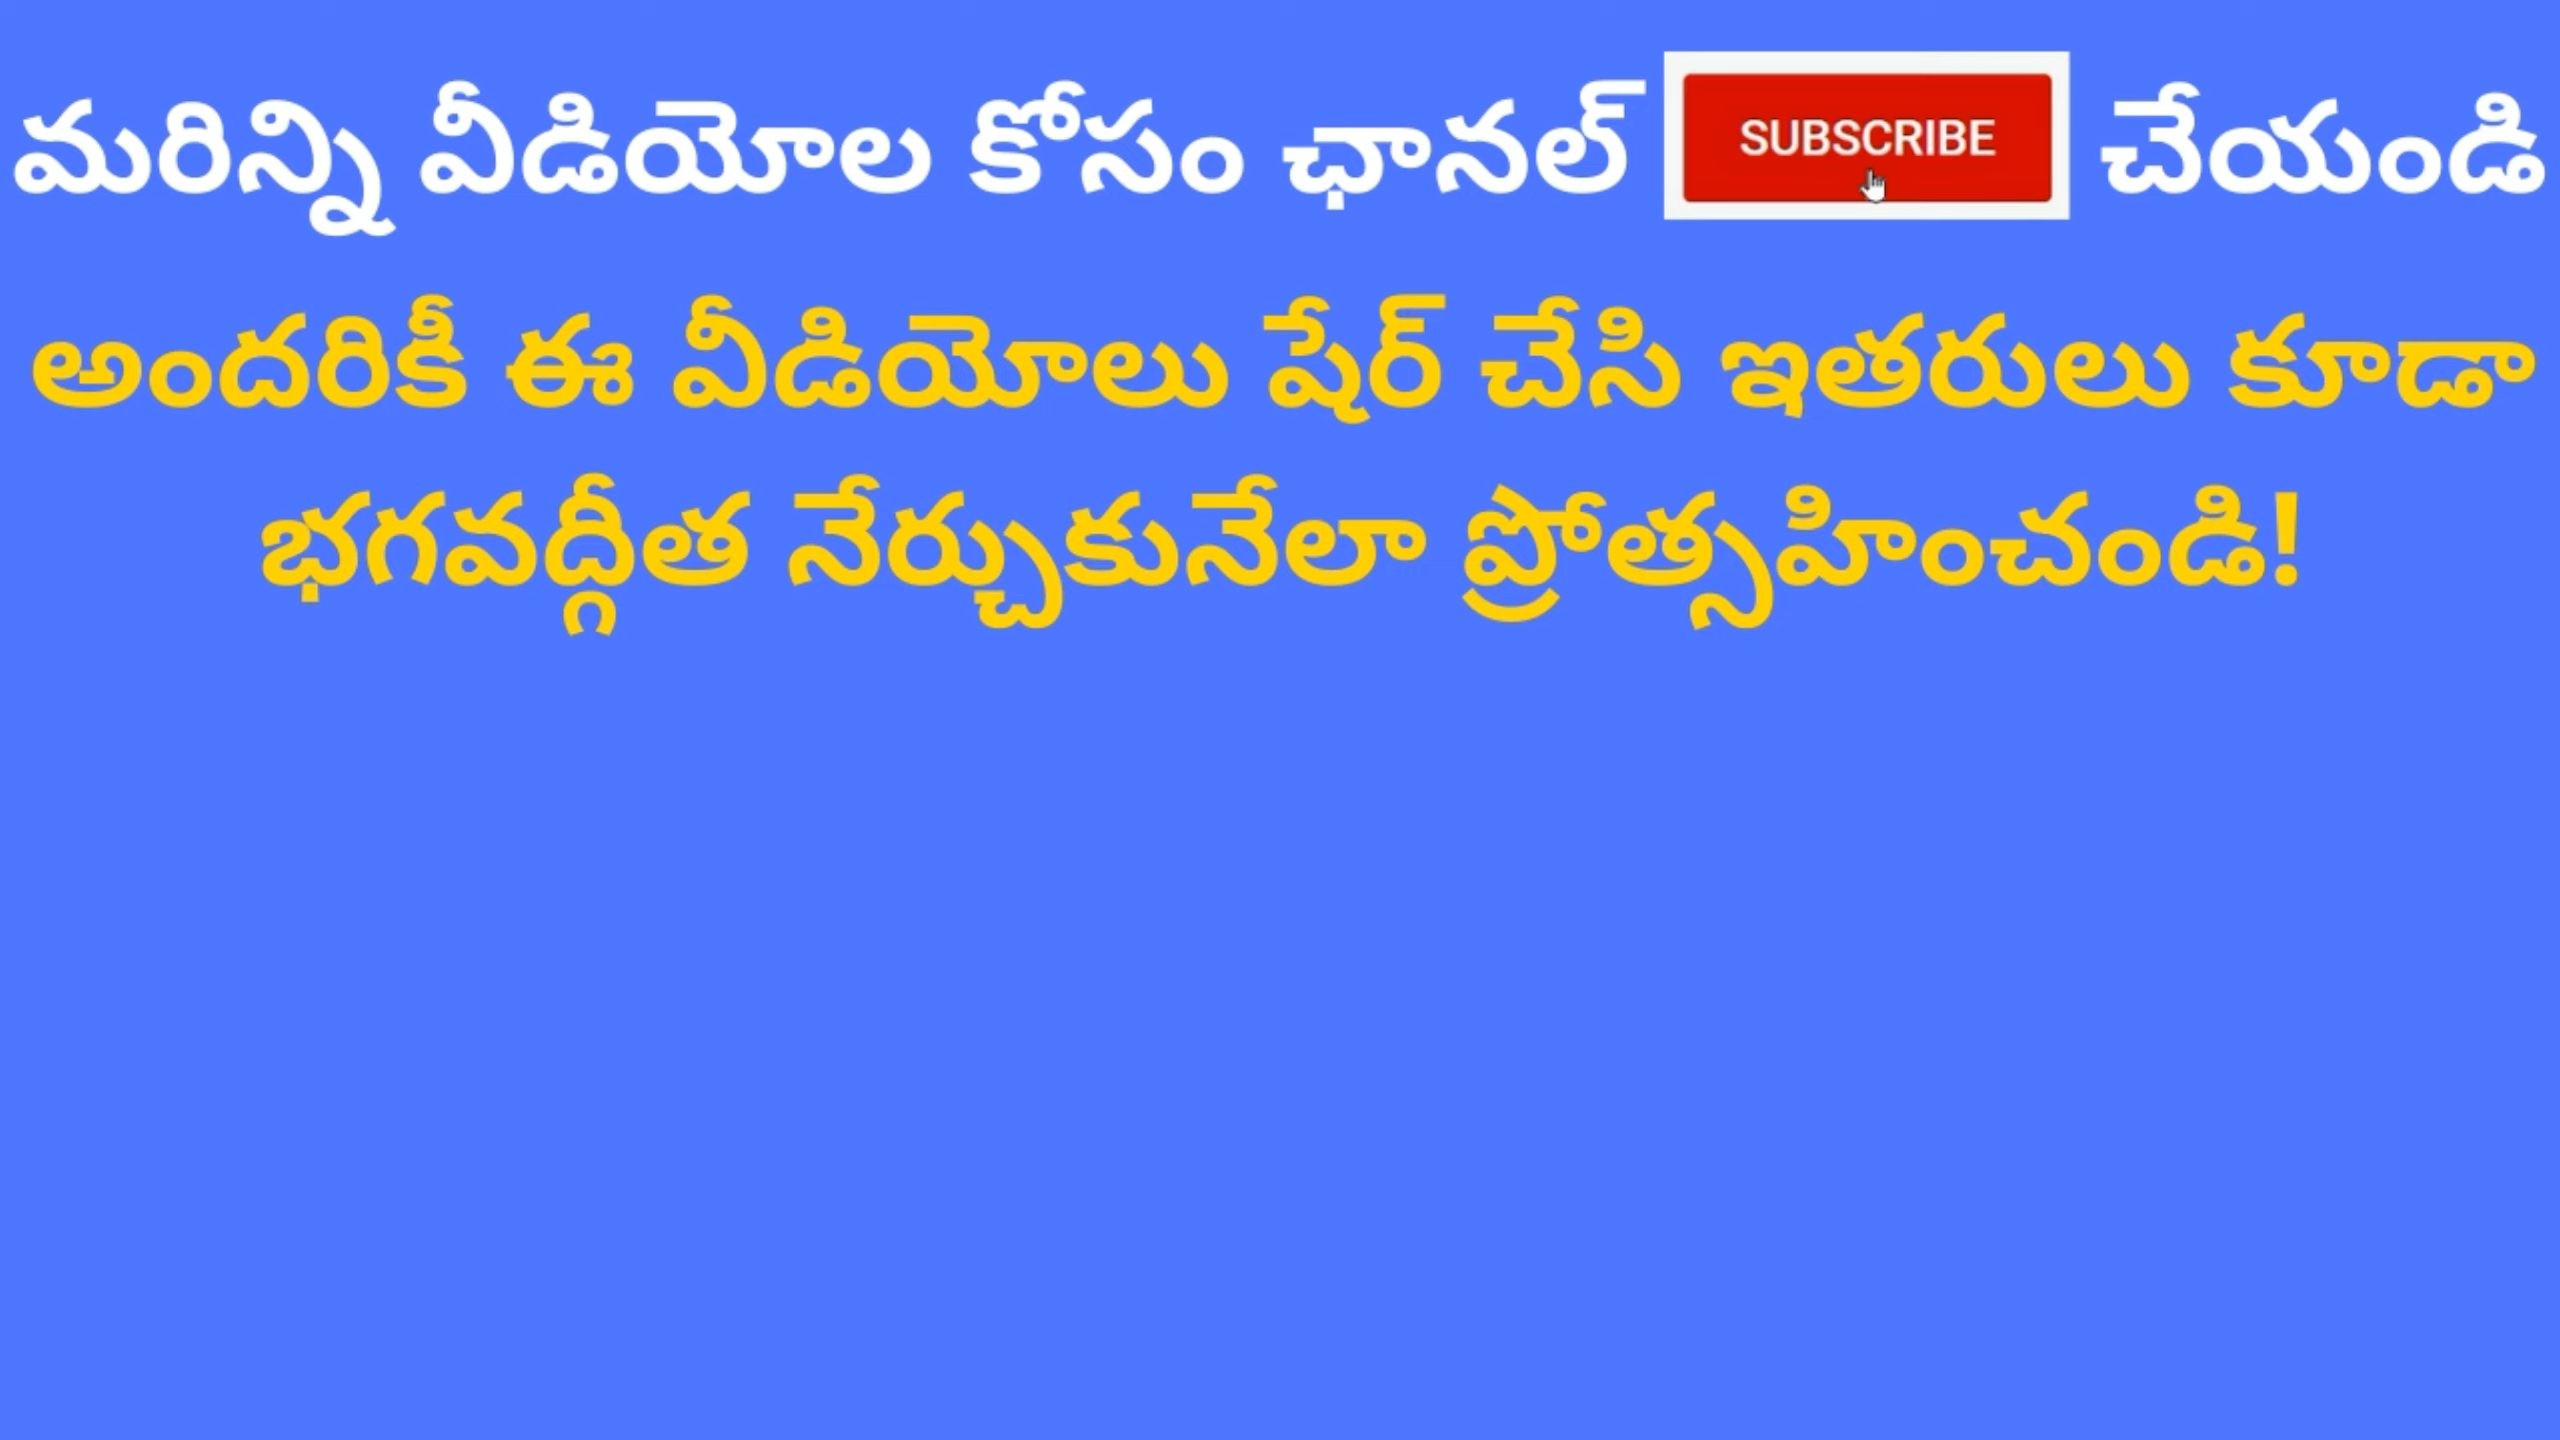 మరిన్ని వీడియోల కోసం ఛానల్ SUBSCRIBE చేయండి
అందరికీ ఈ వీడియోలు షేర్ చేసి ఇతరులు కూడా
భగవద్గీత నేర్చుకునేలా ప్రోత్సహించండి!